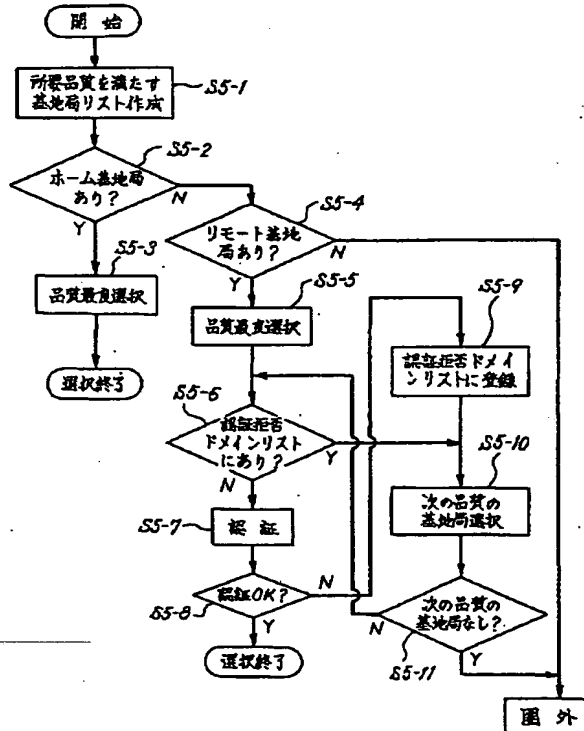 開始
所要品質を満たす
基地局リスト作成
S5-1
S5-2
ホーム基地局
あり?
N
Y
S5-3
品質最良選択
選択終了
S5-4
リモート基地
局あり?
N
Y
S5-5
品質最良選択
S5-6
認証拒否
ドメインリスト
にあり?
Y
N
S5-7
認証
S5-8
認証OK?
N
Y
選択終了
S5-9
認証拒否ドメイン
リストに登録
S5-10
次の品質の
基地局選択
次の品質の
基地局なし?
N
Y
S5-11
圏外